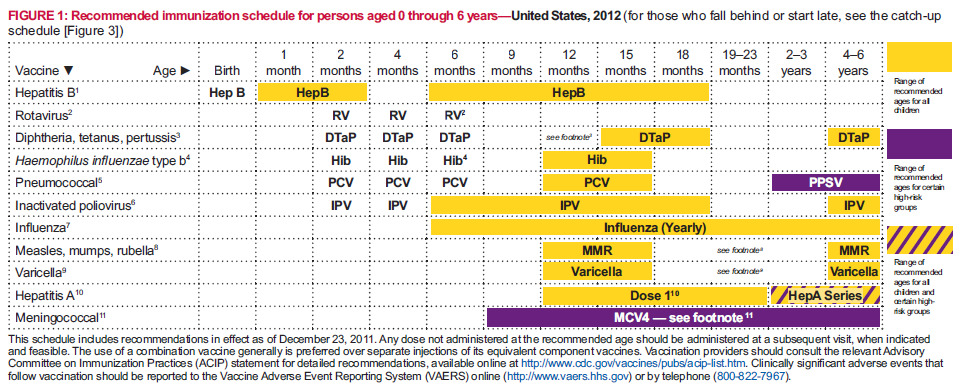 FIGURE 1: Recommended immunization schedule for persons aged 0 through 6 years—United States, 2012 (for those who fall behind or start late, see the catch-up
schedule [Figure 3])
Vaccine ▼ Age ► Birth 1 month 2 months 4 months 6 months 9 months 12 months 15 months 18 months 19–23 months 2–3 years 4–6 years
Hepatitis B¹ Hep B HepB HepB
Rotavirus² RV RV RV²
Diphtheria, tetanus, pertussis³ DTaP DTaP DTaP see footnote³ DTaP DTaP
Haemophilus influenzae type b⁴ Hib Hib Hib⁴ Hib
Pneumococcal⁵ PCV PCV PCV PCV PPSV
Inactivated poliovirus⁶ IPV IPV IPV IPV
Influenza⁷ Influenza (Yearly)
Measles, mumps, rubella⁸ MMR see footnote⁸ MMR
Varicella⁹ Varicella see footnote⁹ Varicella
Hepatitis A¹⁰ Dose 1¹⁰ HepA Series
Meningococcal¹¹ MCV4 — see footnote¹¹
Range of
recommended
ages for all
children
Range of
recommended
ages for certain
high-risk
groups
Range of
recommended
ages for all
children and
certain high-
risk groups
This schedule includes recommendations in effect as of December 23, 2011. Any dose not administered at the recommended age should be administered at a subsequent visit, when indicated
and feasible. The use of a combination vaccine generally is preferred over separate injections of its equivalent component vaccines. Vaccination providers should consult the relevant Advisory
Committee on Immunization Practices (ACIP) statement for detailed recommendations, available online at http://www.cdc.gov/vaccines/pubs/acip-list.htm. Clinically significant adverse events that
follow vaccination should be reported to the Vaccine Adverse Event Reporting System (VAERS) online (http://www.vaers.hhs.gov) or by telephone (800-822-7967).